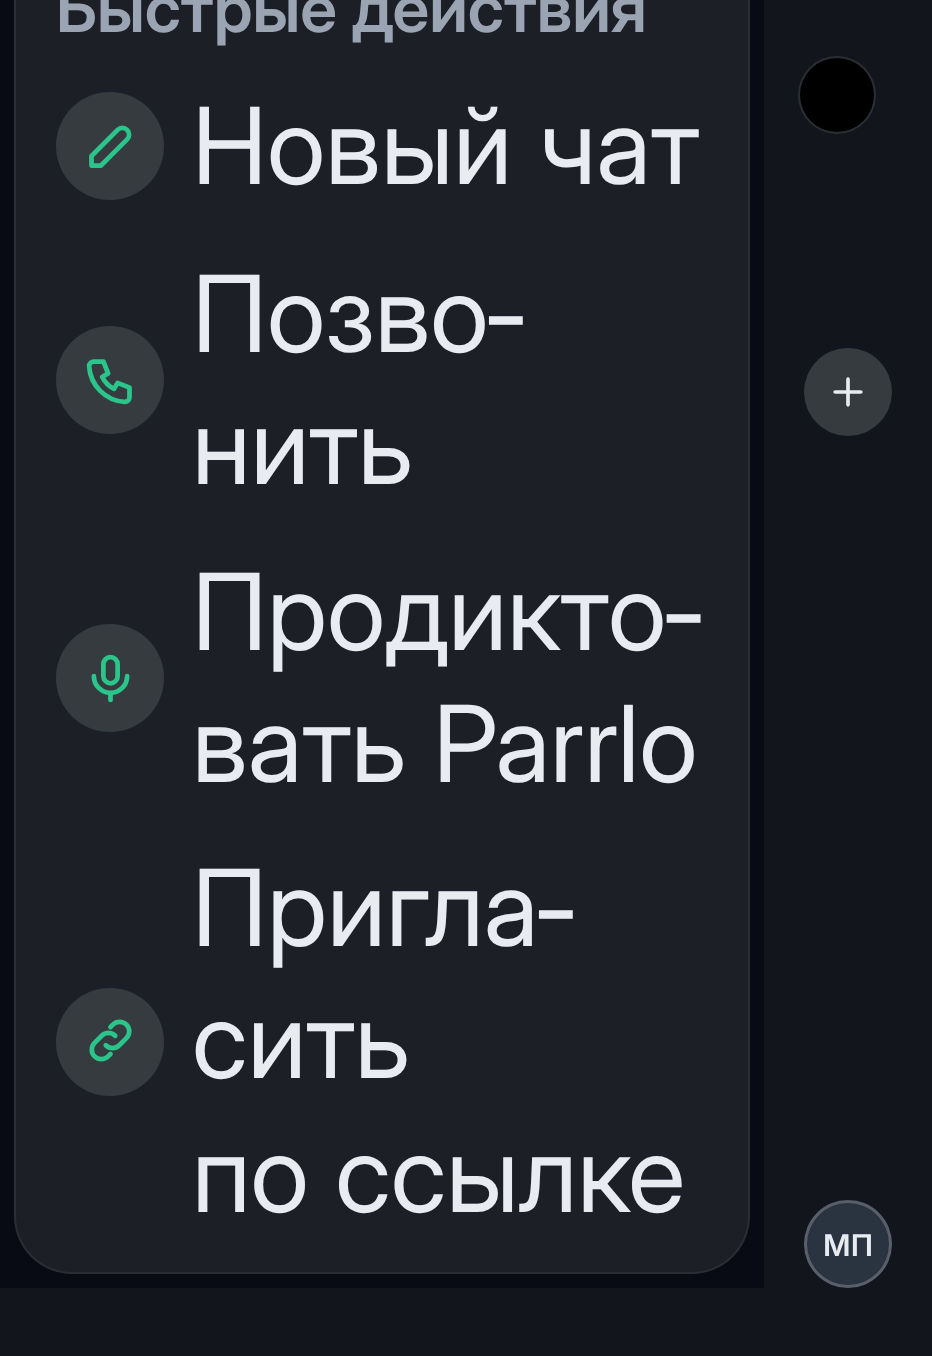 Быстрые действия
Новый чат
Позво-
нить
Продикто-
вать Parrlo
Пригла-
сить
по ссылке
МП